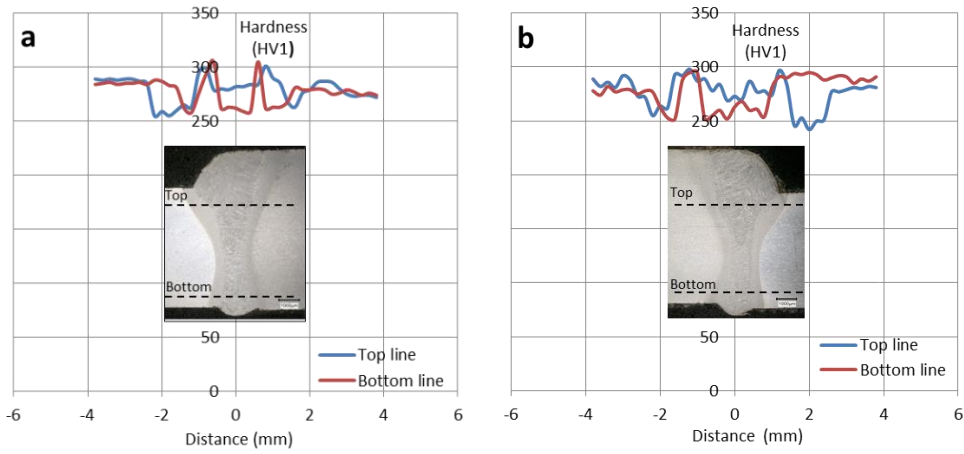 a
350
Hardness
(HV1)
300
250
Top
Bottom
50
Top line
Bottom line
0
-6
-4
-2
0
2
4
6
Distance (mm)
b
350
Hardness
(HV1)
300
250
Top
Bottom
50
Top line
Bottom line
0
-6
-4
-2
0
2
4
6
Distance (mm)